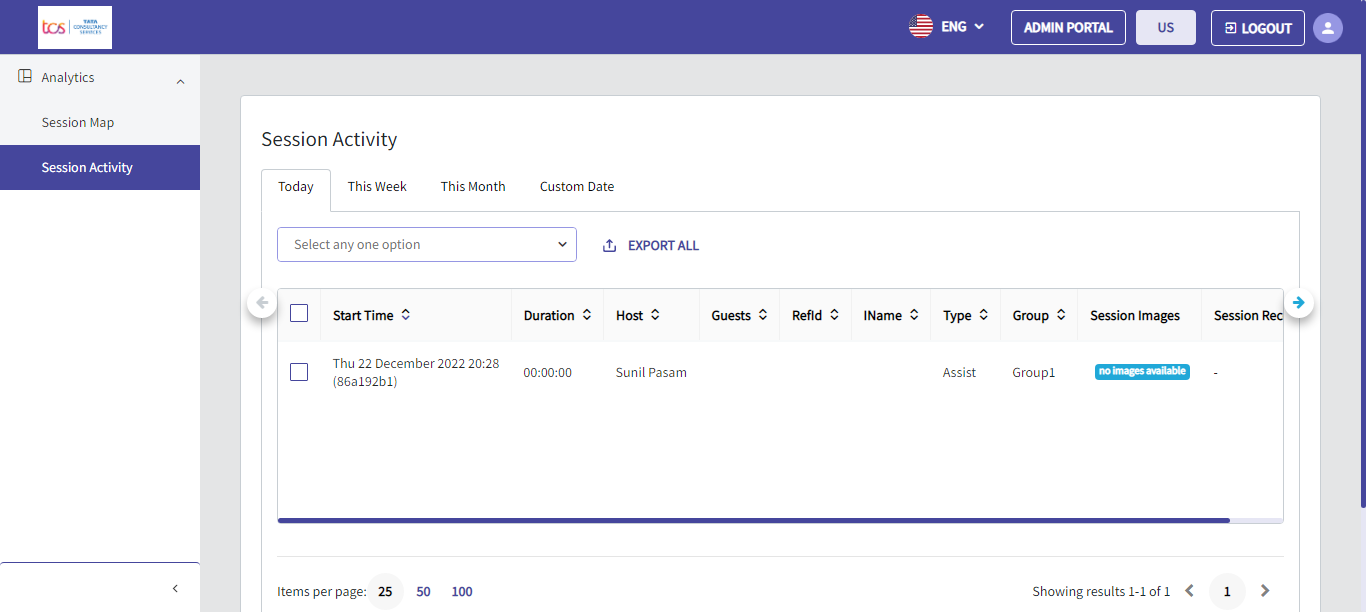 tcs TATA CONSULTANCY SERVICES
ENG
ADMIN PORTAL
US
LOGOUT
Analytics
Session Map
Session Activity
Session Activity
Today This Week This Month Custom Date
Select any one option
EXPORT ALL
Start Time Duration Host Guests RefId IName Type Group Session Images Session Rec
Thu 22 December 2022 20:28
(86a192b1)
00:00:00 Sunil Pasam Assist Group1 no images available -
Items per page: 25 50 100
Showing results 1-1 of 1 1